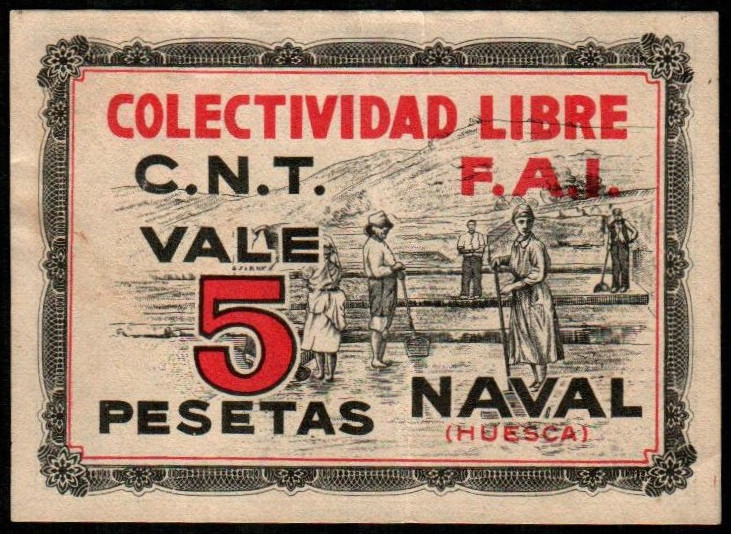 COLECTIVIDAD LIBRE
C.N.T. F.A.I.
VALE
5
PESETAS
NAVAL
(HUESCA)